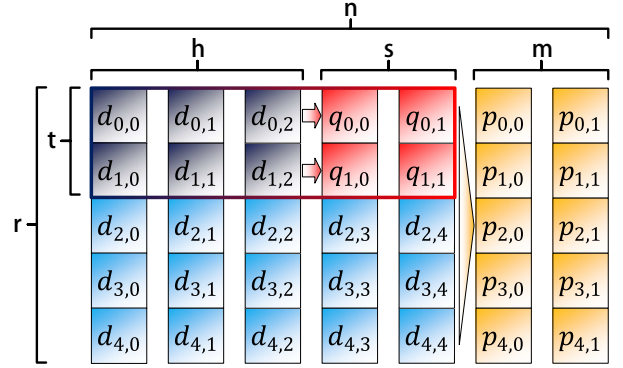 n
h s m
d0,0 d0,1 d0,2 q0,0 q0,1 p0,0 p0,1
t
d1,0 d1,1 d1,2 q1,0 q1,1 p1,0 p1,1
r d2,0 d2,1 d2,2 d2,3 d2,4 p2,0 p2,1
d3,0 d3,1 d3,2 d3,3 d3,4 p3,0 p3,1
d4,0 d4,1 d4,2 d4,3 d4,4 p4,0 p4,1